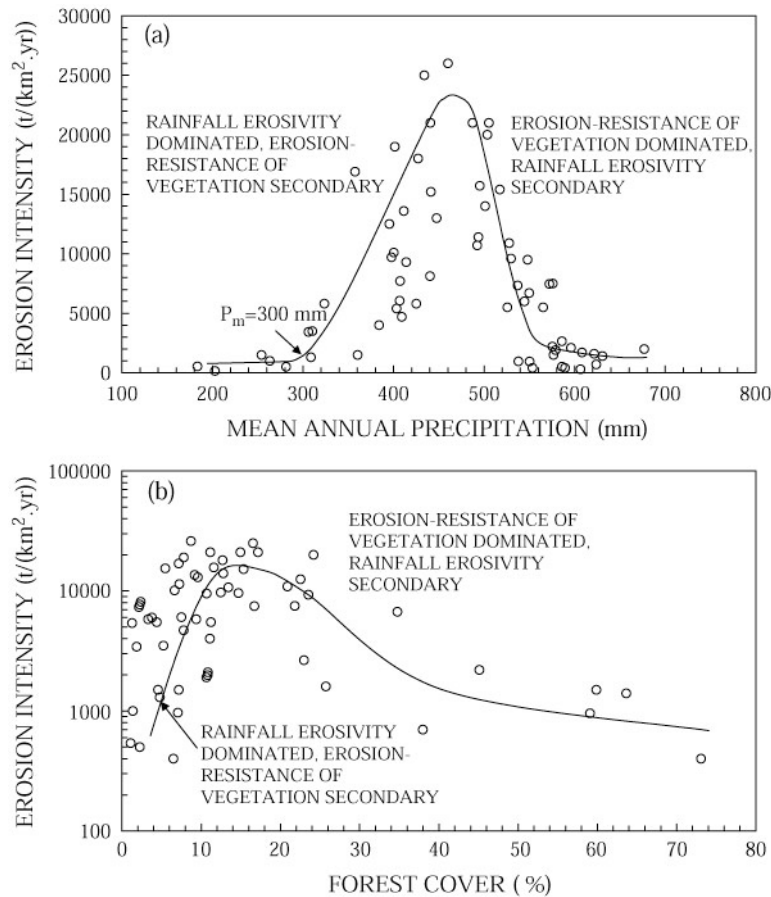 (a)
EROSION INTENSITY (t/(km².yr))
30000
25000
20000
15000
10000
5000
0
RAINFALL EROSIVITY
DOMINATED, EROSION-
RESISTANCE OF
VEGETATION SECONDARY
EROSION-RESISTANCE OF
VEGETATION DOMINATED,
RAINFALL EROSIVITY
SECONDARY
Pₘ=300 mm
100 200 300 400 500 600 700 800
MEAN ANNUAL PRECIPITATION (mm)
(b)
EROSION INTENSITY (t/(km².yr))
100000
10000
1000
100
EROSION-RESISTANCE OF
VEGETATION DOMINATED,
RAINFALL EROSIVITY
SECONDARY
RAINFALL EROSIVITY
DOMINATED, EROSION-
RESISTANCE OF
VEGETATION SECONDARY
0 10 20 30 40 50 60 70 80
FOREST COVER ( %)